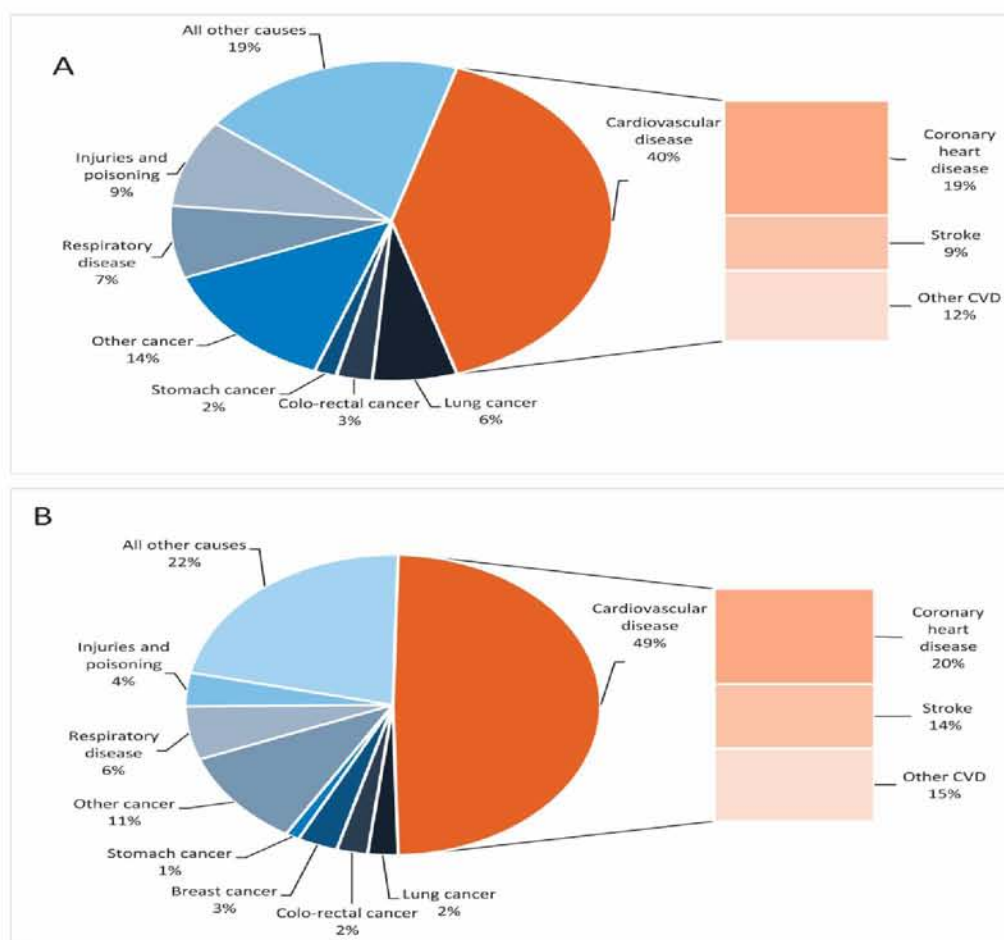 A
All other causes
19%
Cardiovascular
disease
40%
Coronary
heart
disease
19%
Injuries and
poisoning
9%
Stroke
9%
Respiratory
disease
7%
Other CVD
12%
Other cancer
14%
Stomach cancer
2%
Colo-rectal cancer
3%
Lung cancer
6%
B
All other causes
22%
Cardiovascular
disease
49%
Coronary
heart
disease
20%
Injuries and
poisoning
4%
Stroke
14%
Respiratory
disease
6%
Other CVD
15%
Other cancer
11%
Stomach cancer
1%
Breast cancer
3%
Colo-rectal cancer
2%
Lung cancer
2%